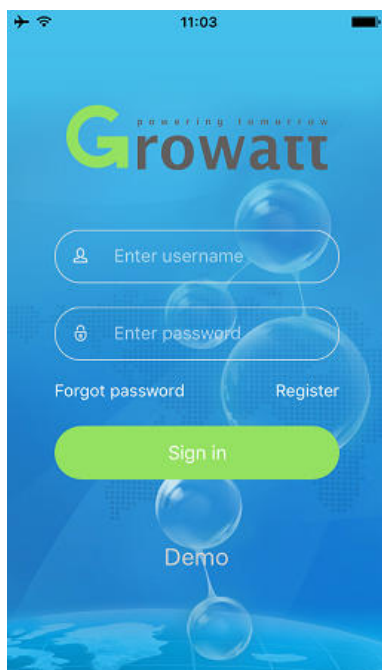 11:03
powering tomorrow
Growatt
Enter username
Enter password
Forgot password Register
Sign in
Demo